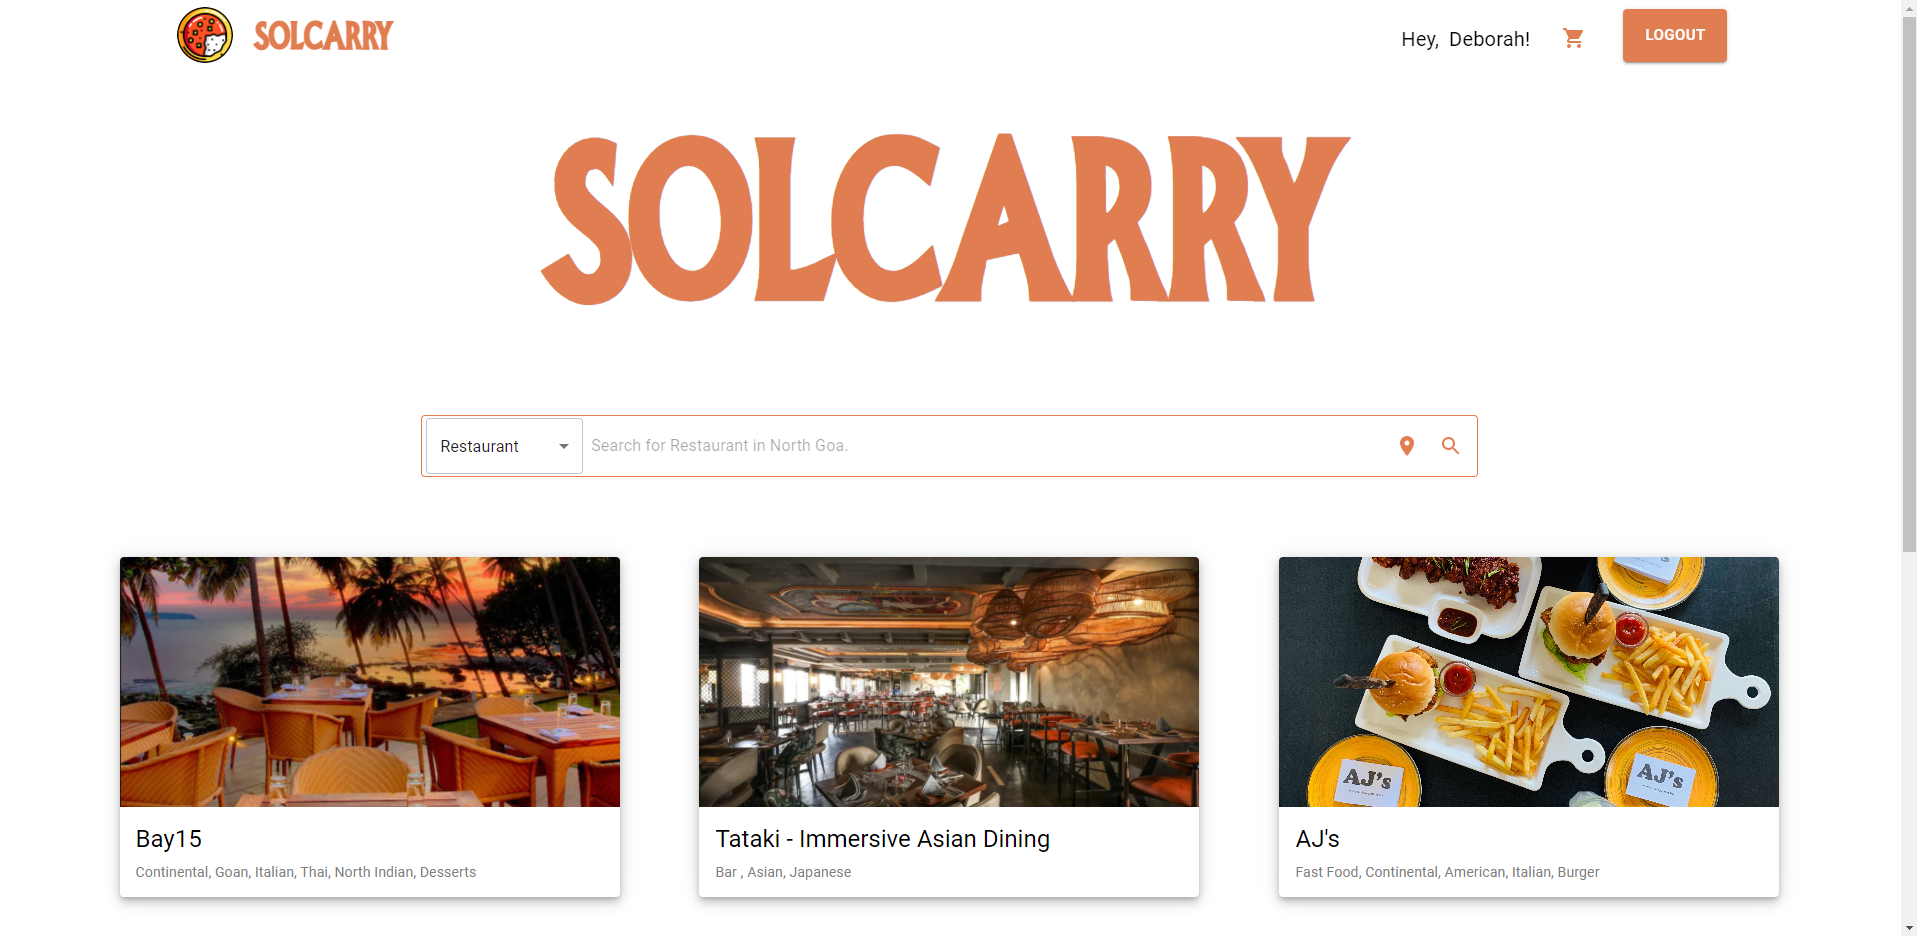 SOLCARRY
Hey, Deborah!
LOGOUT
SOLCARRY
Restaurant
Search for Restaurant in North Goa.
AJ's
AJ's
Bay15
Continental, Goan, Italian, Thai, North Indian, Desserts
Tataki - Immersive Asian Dining
Bar , Asian, Japanese
AJ's
Fast Food, Continental, American, Italian, Burger